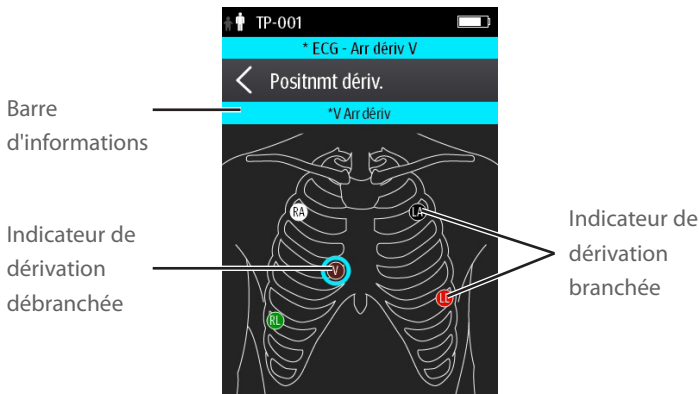 TP-001
* ECG - Arr dériv V
Positnmt dériv.
*V Arr dériv
Barre
d'informations
RA
LA
Indicateur de
dérivation
débranchée
V
Indicateur de
dérivation
branchée
LL
RL